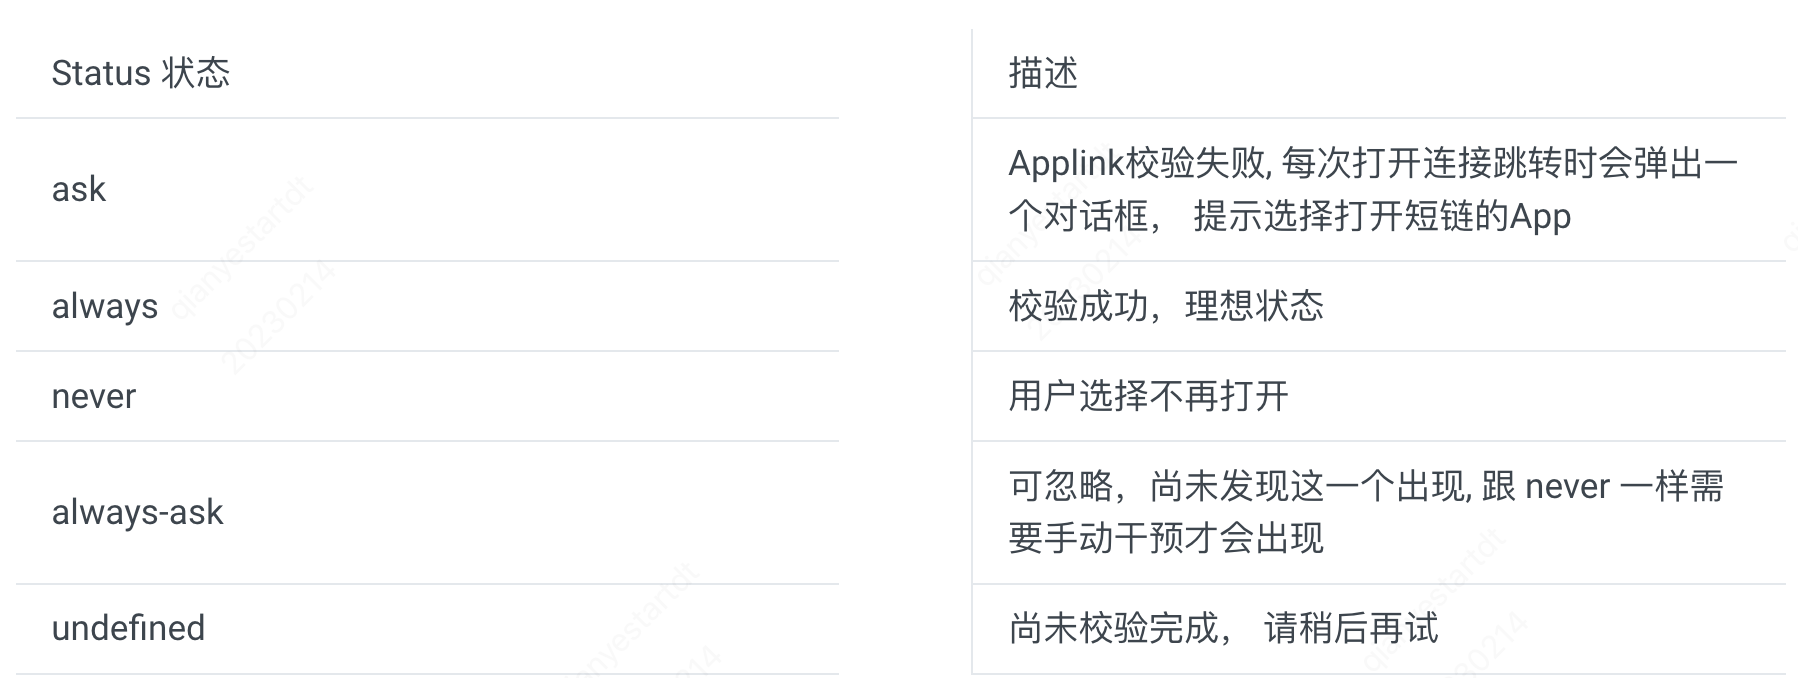 Status 状态
描述
ask
Applink校验失败, 每次打开连接跳转时会弹出一
个对话框， 提示选择打开短链的App
always
校验成功，理想状态
never
用户选择不再打开
always-ask
可忽略，尚未发现这一个出现, 跟 never 一样需
要手动干预才会出现
undefined
尚未校验完成， 请稍后再试
qianyestartdt
20230214